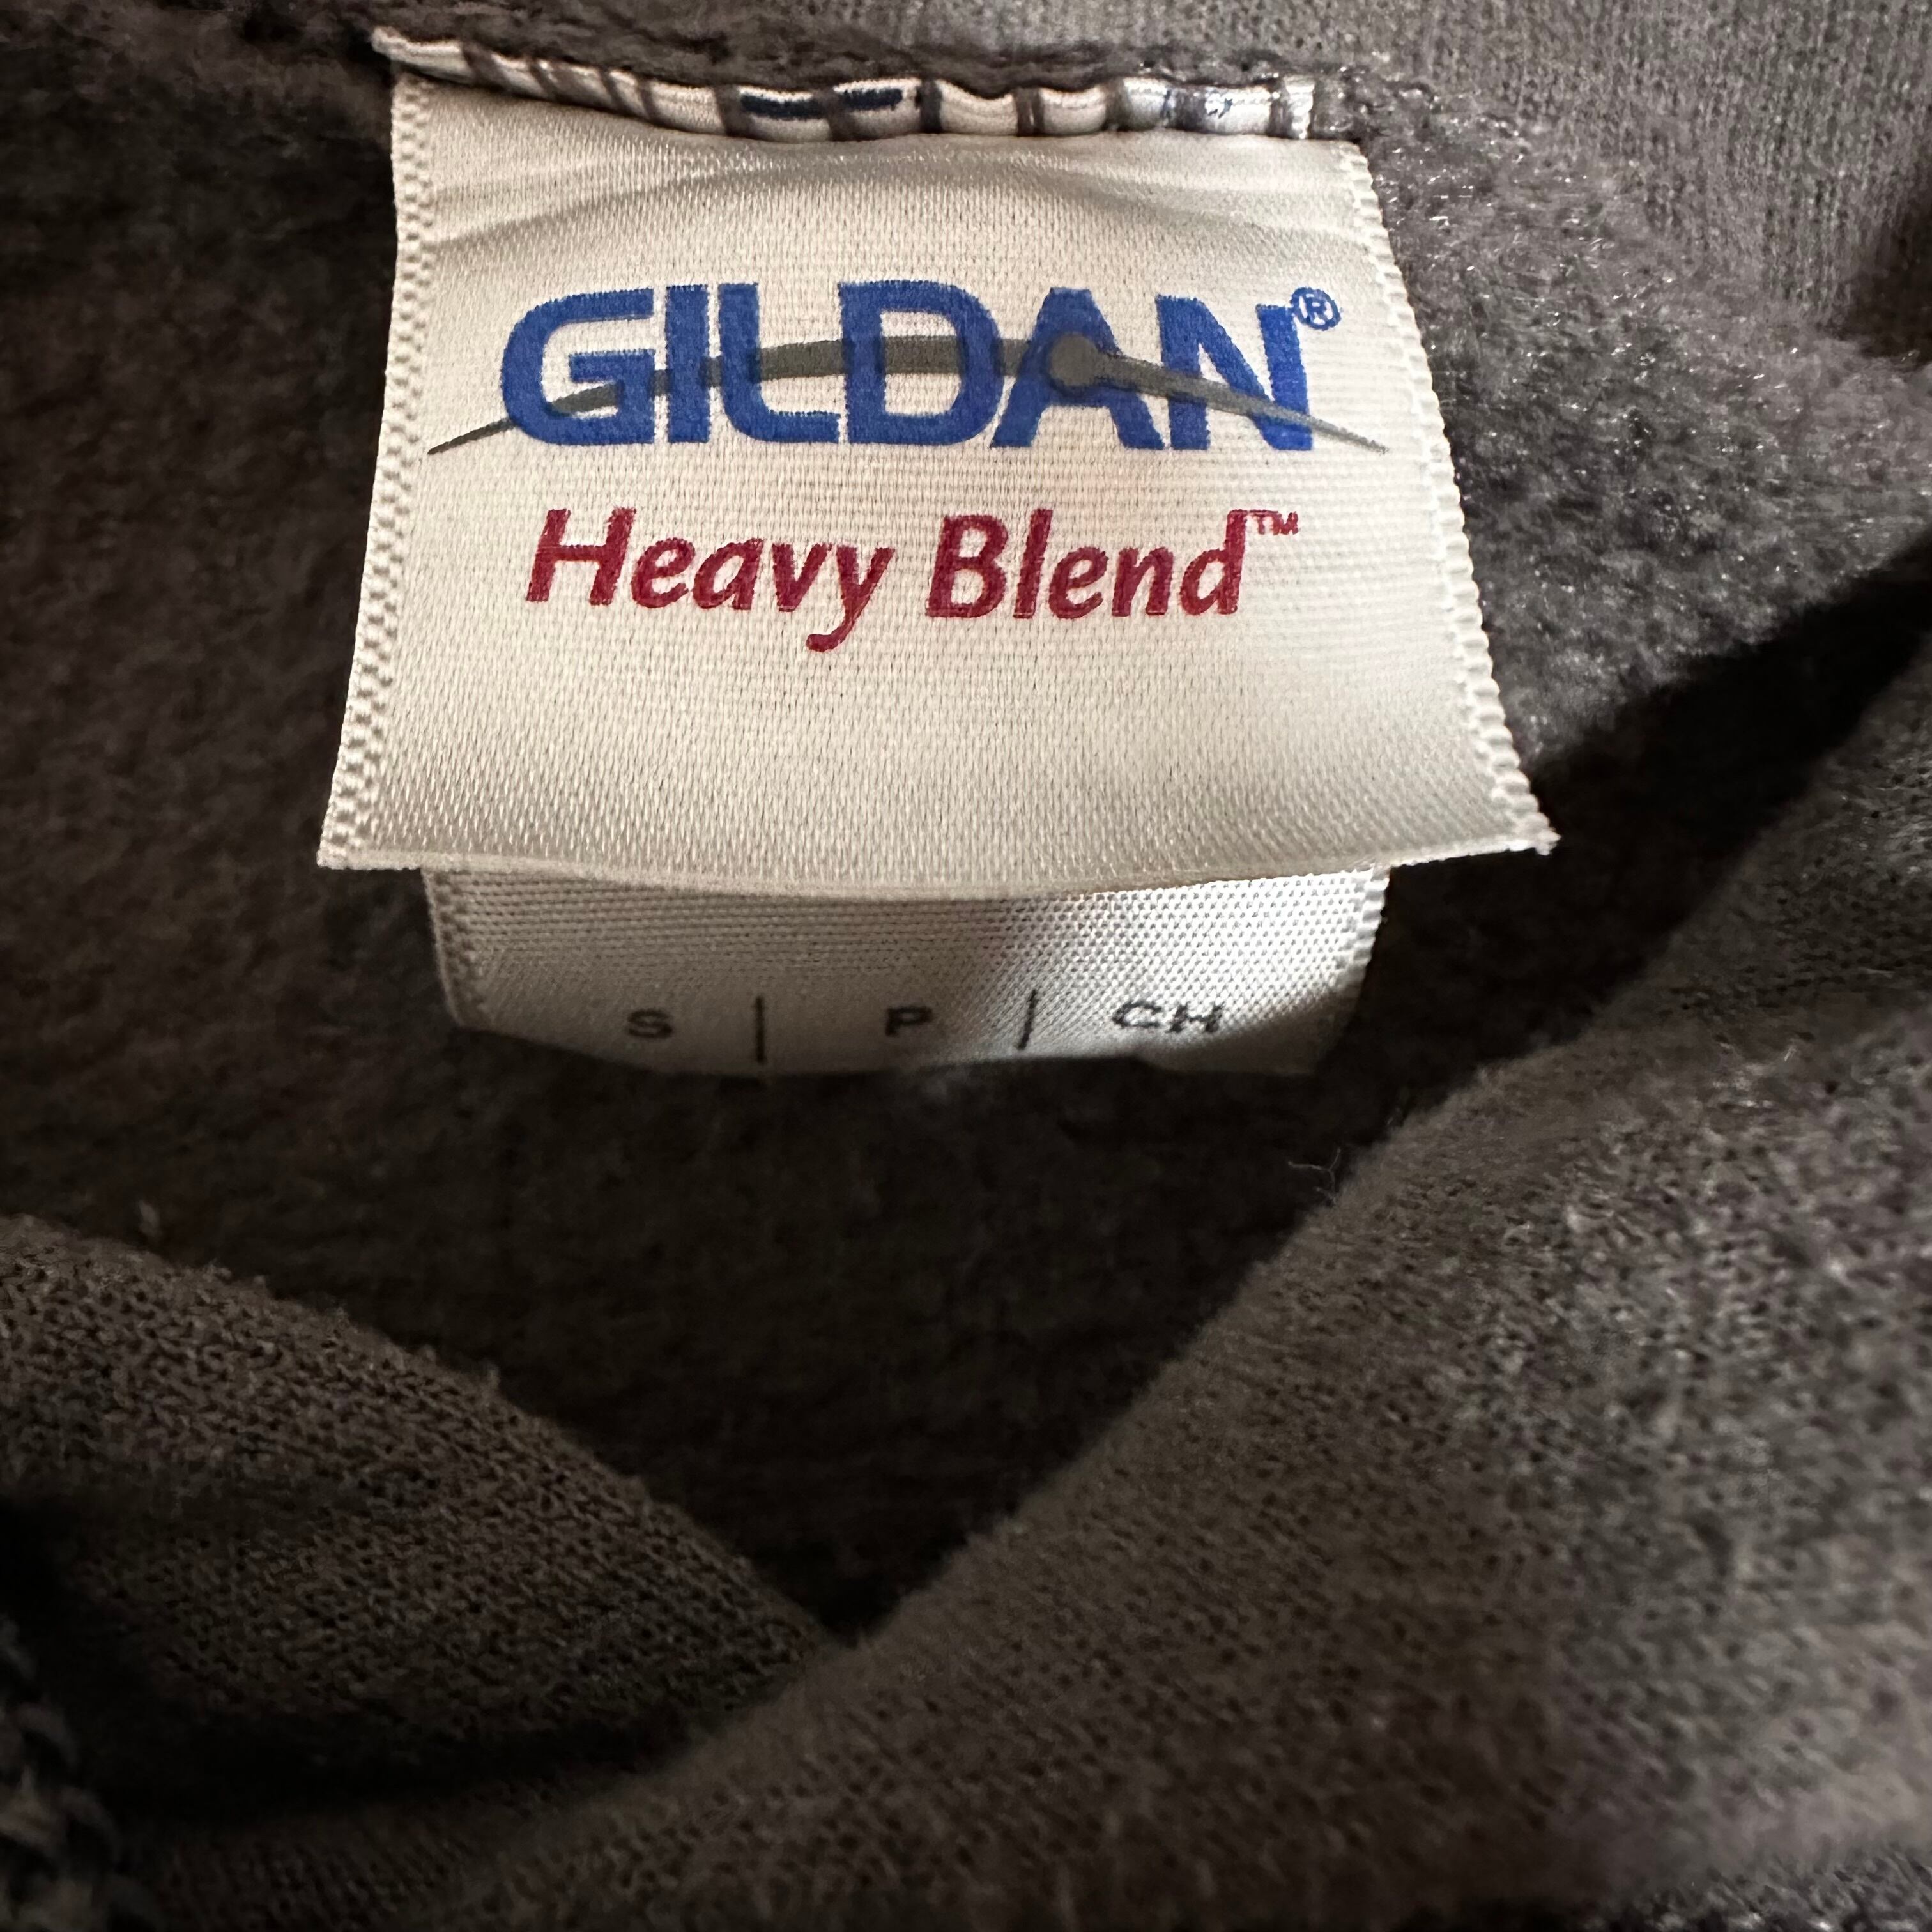 GILDAN®
Heavy Blend™
S | P | CH